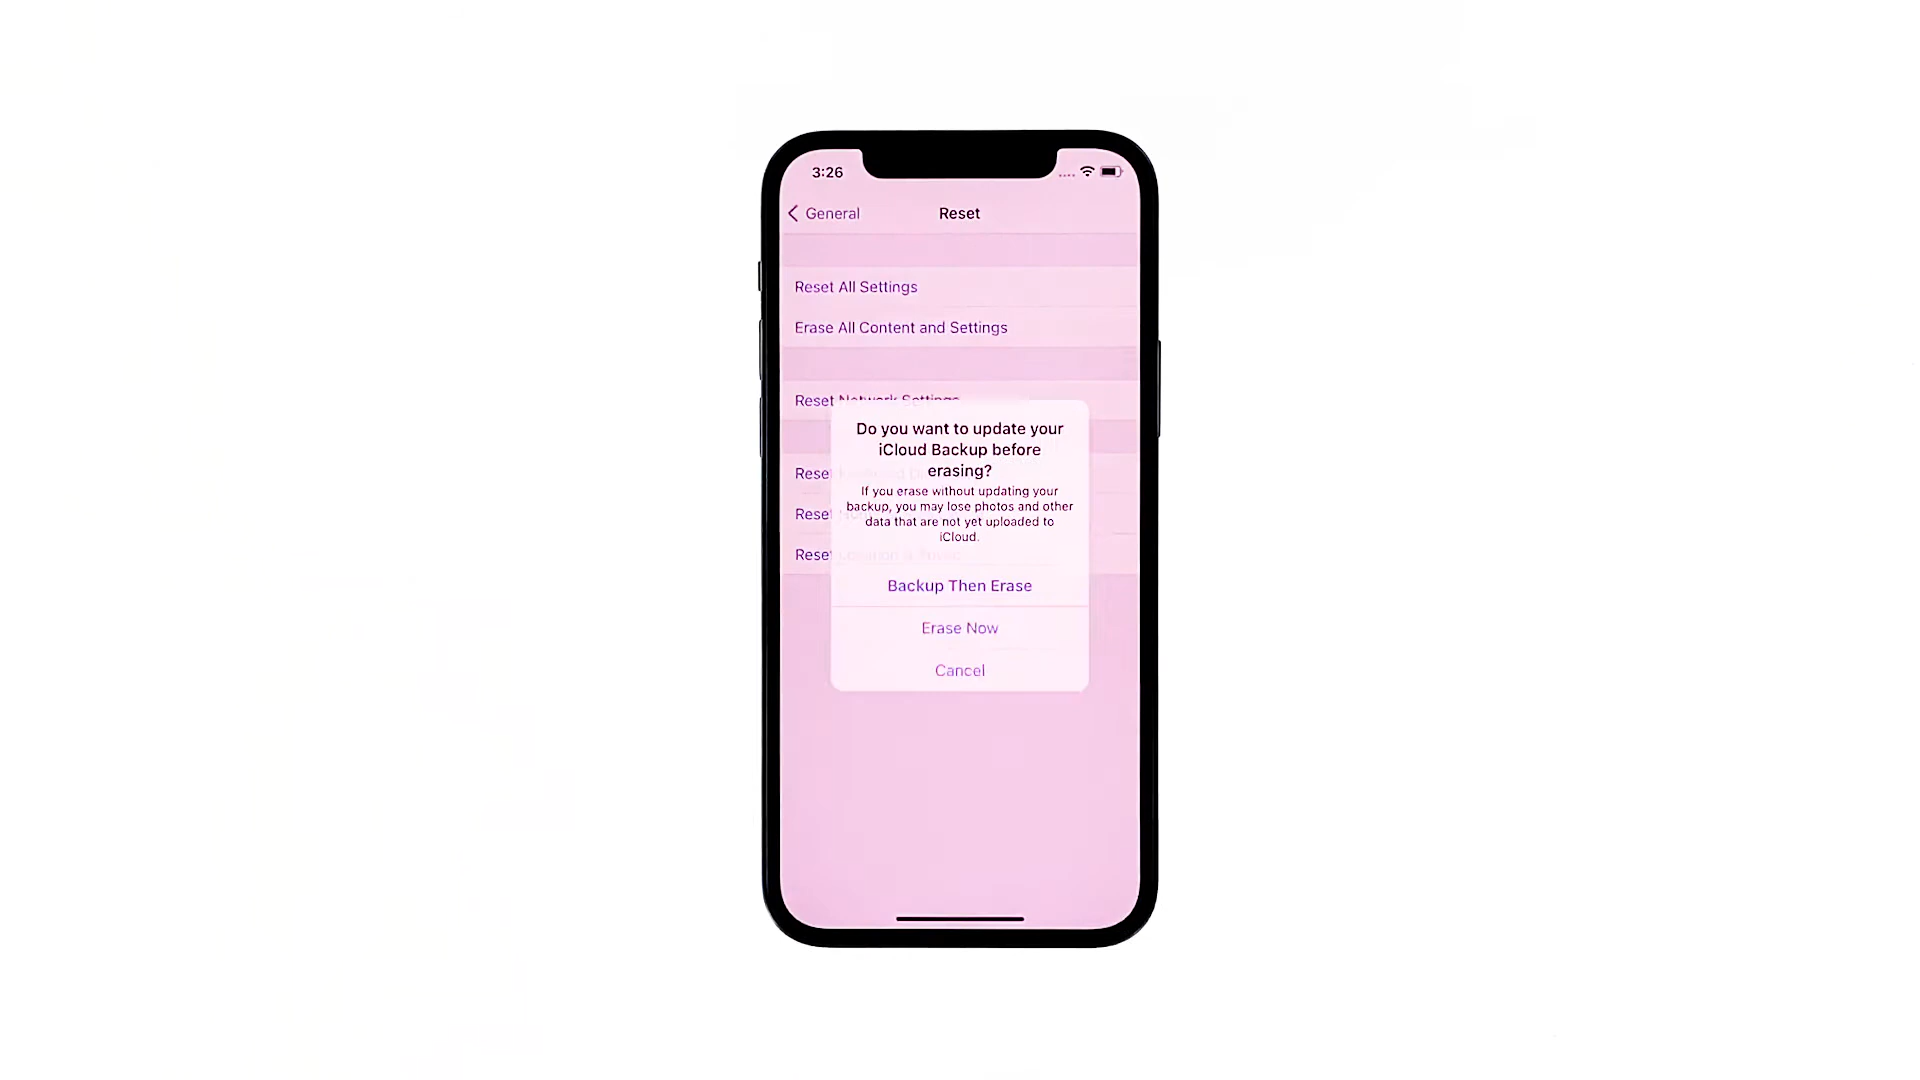 3:26
General
Reset
Reset All Settings
Erase All Content and Settings
Reset Network Settings
Do you want to update your
iCloud Backup before
erasing?
Reset
If you erase without updating your
backup, you may lose photos and other
data that are not yet uploaded to
iCloud.
Reset
Reset
Backup Then Erase
Erase Now
Cancel